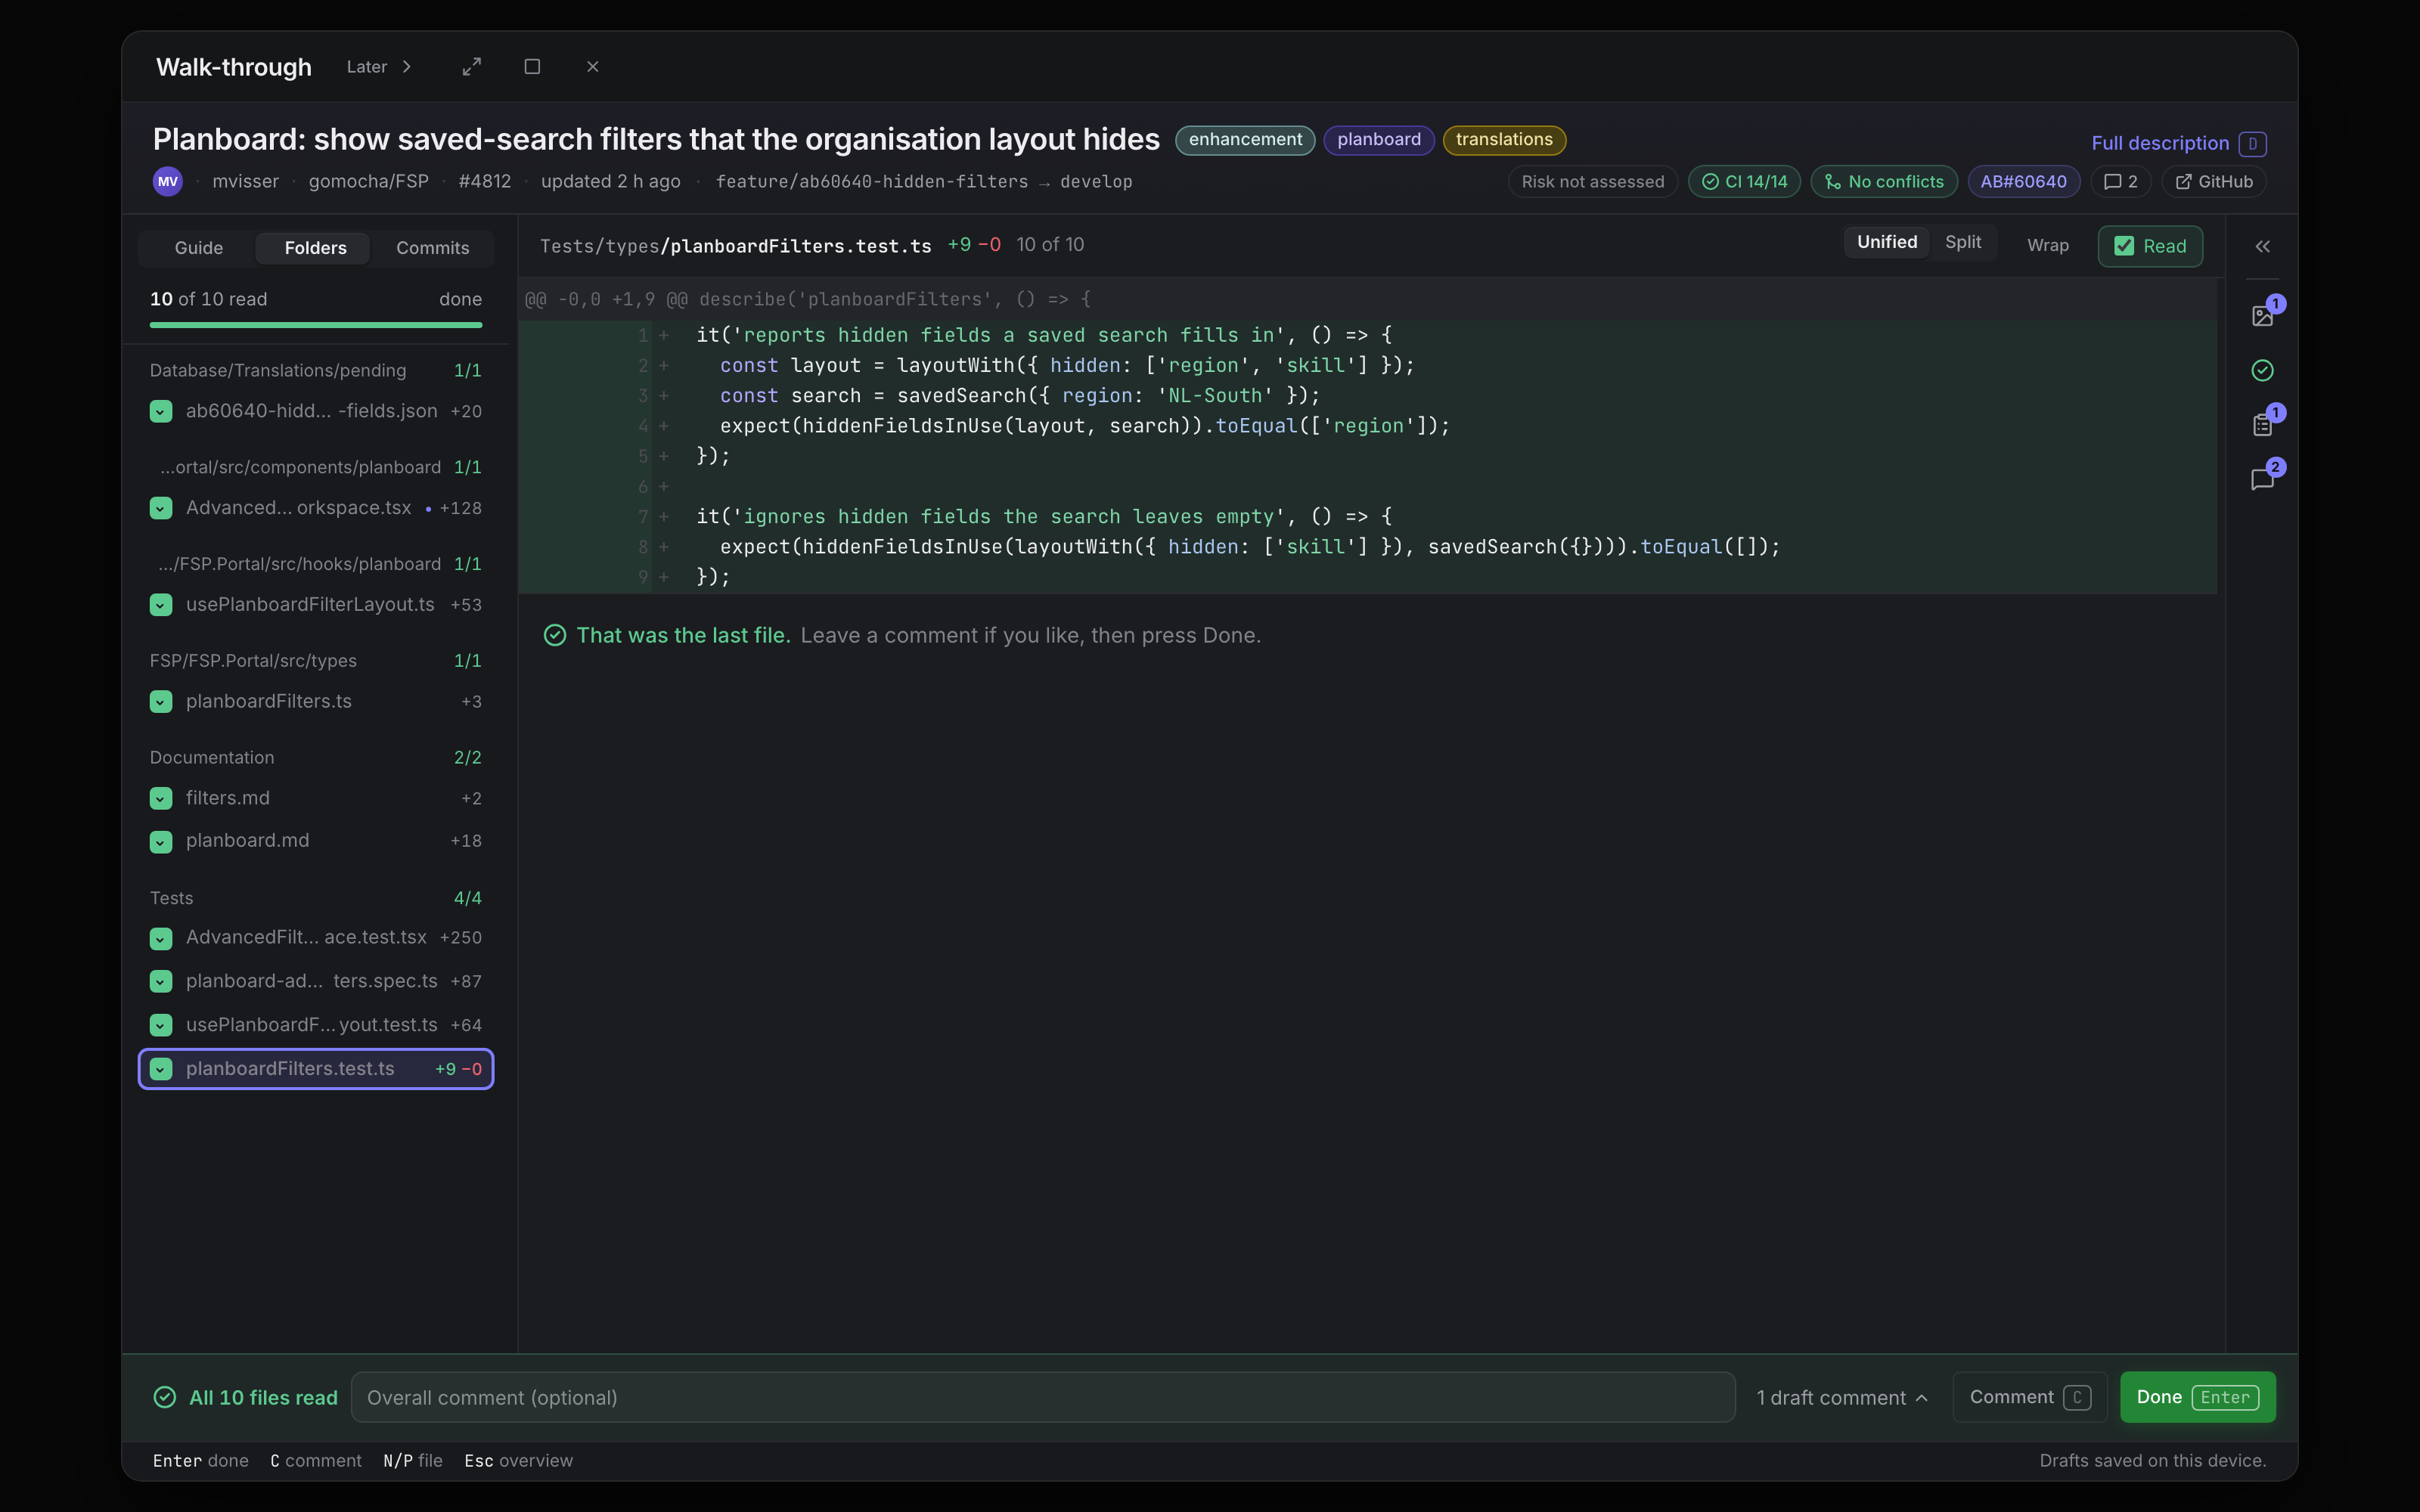 Walk-through Later
Planboard: show saved-search filters that the organisation layout hides enhancement planboard translations
Full description D
MV · mvisser · gomocha/FSP · #4812 · updated 2 h ago · feature/ab60640-hidden-filters → develop
Risk not assessed CI 14/14 No conflicts AB#60640 2 GitHub
Guide Folders Commits
10 of 10 read done
Database/Translations/pending 1/1
ab60640-hidd... -fields.json +20
...ortal/src/components/planboard 1/1
Advanced... orkspace.tsx • +128
.../FSP.Portal/src/hooks/planboard 1/1
usePlanboardFilterLayout.ts +53
FSP/FSP.Portal/src/types 1/1
planboardFilters.ts +3
Documentation 2/2
filters.md +2
planboard.md +18
Tests 4/4
AdvancedFilt... ace.test.tsx +250
planboard-ad... ters.spec.ts +87
usePlanboardF... yout.test.ts +64
planboardFilters.test.ts +9 −0
Tests/types/planboardFilters.test.ts +9 −0 10 of 10
Unified Split Wrap Read
@@ -0,0 +1,9 @@ describe('planboardFilters', () => {
1 + it('reports hidden fields a saved search fills in', () => {
2 + const layout = layoutWith({ hidden: ['region', 'skill'] });
3 + const search = savedSearch({ region: 'NL-South' });
4 + expect(hiddenFieldsInUse(layout, search)).toEqual(['region']);
5 + });
6 +
7 + it('ignores hidden fields the search leaves empty', () => {
8 + expect(hiddenFieldsInUse(layoutWith({ hidden: ['skill'] }), savedSearch({}))).toEqual([]);
9 + });
That was the last file. Leave a comment if you like, then press Done.
1
1
2
All 10 files read Overall comment (optional) 1 draft comment Comment C Done Enter
Enter done C comment N/P file Esc overview
Drafts saved on this device.